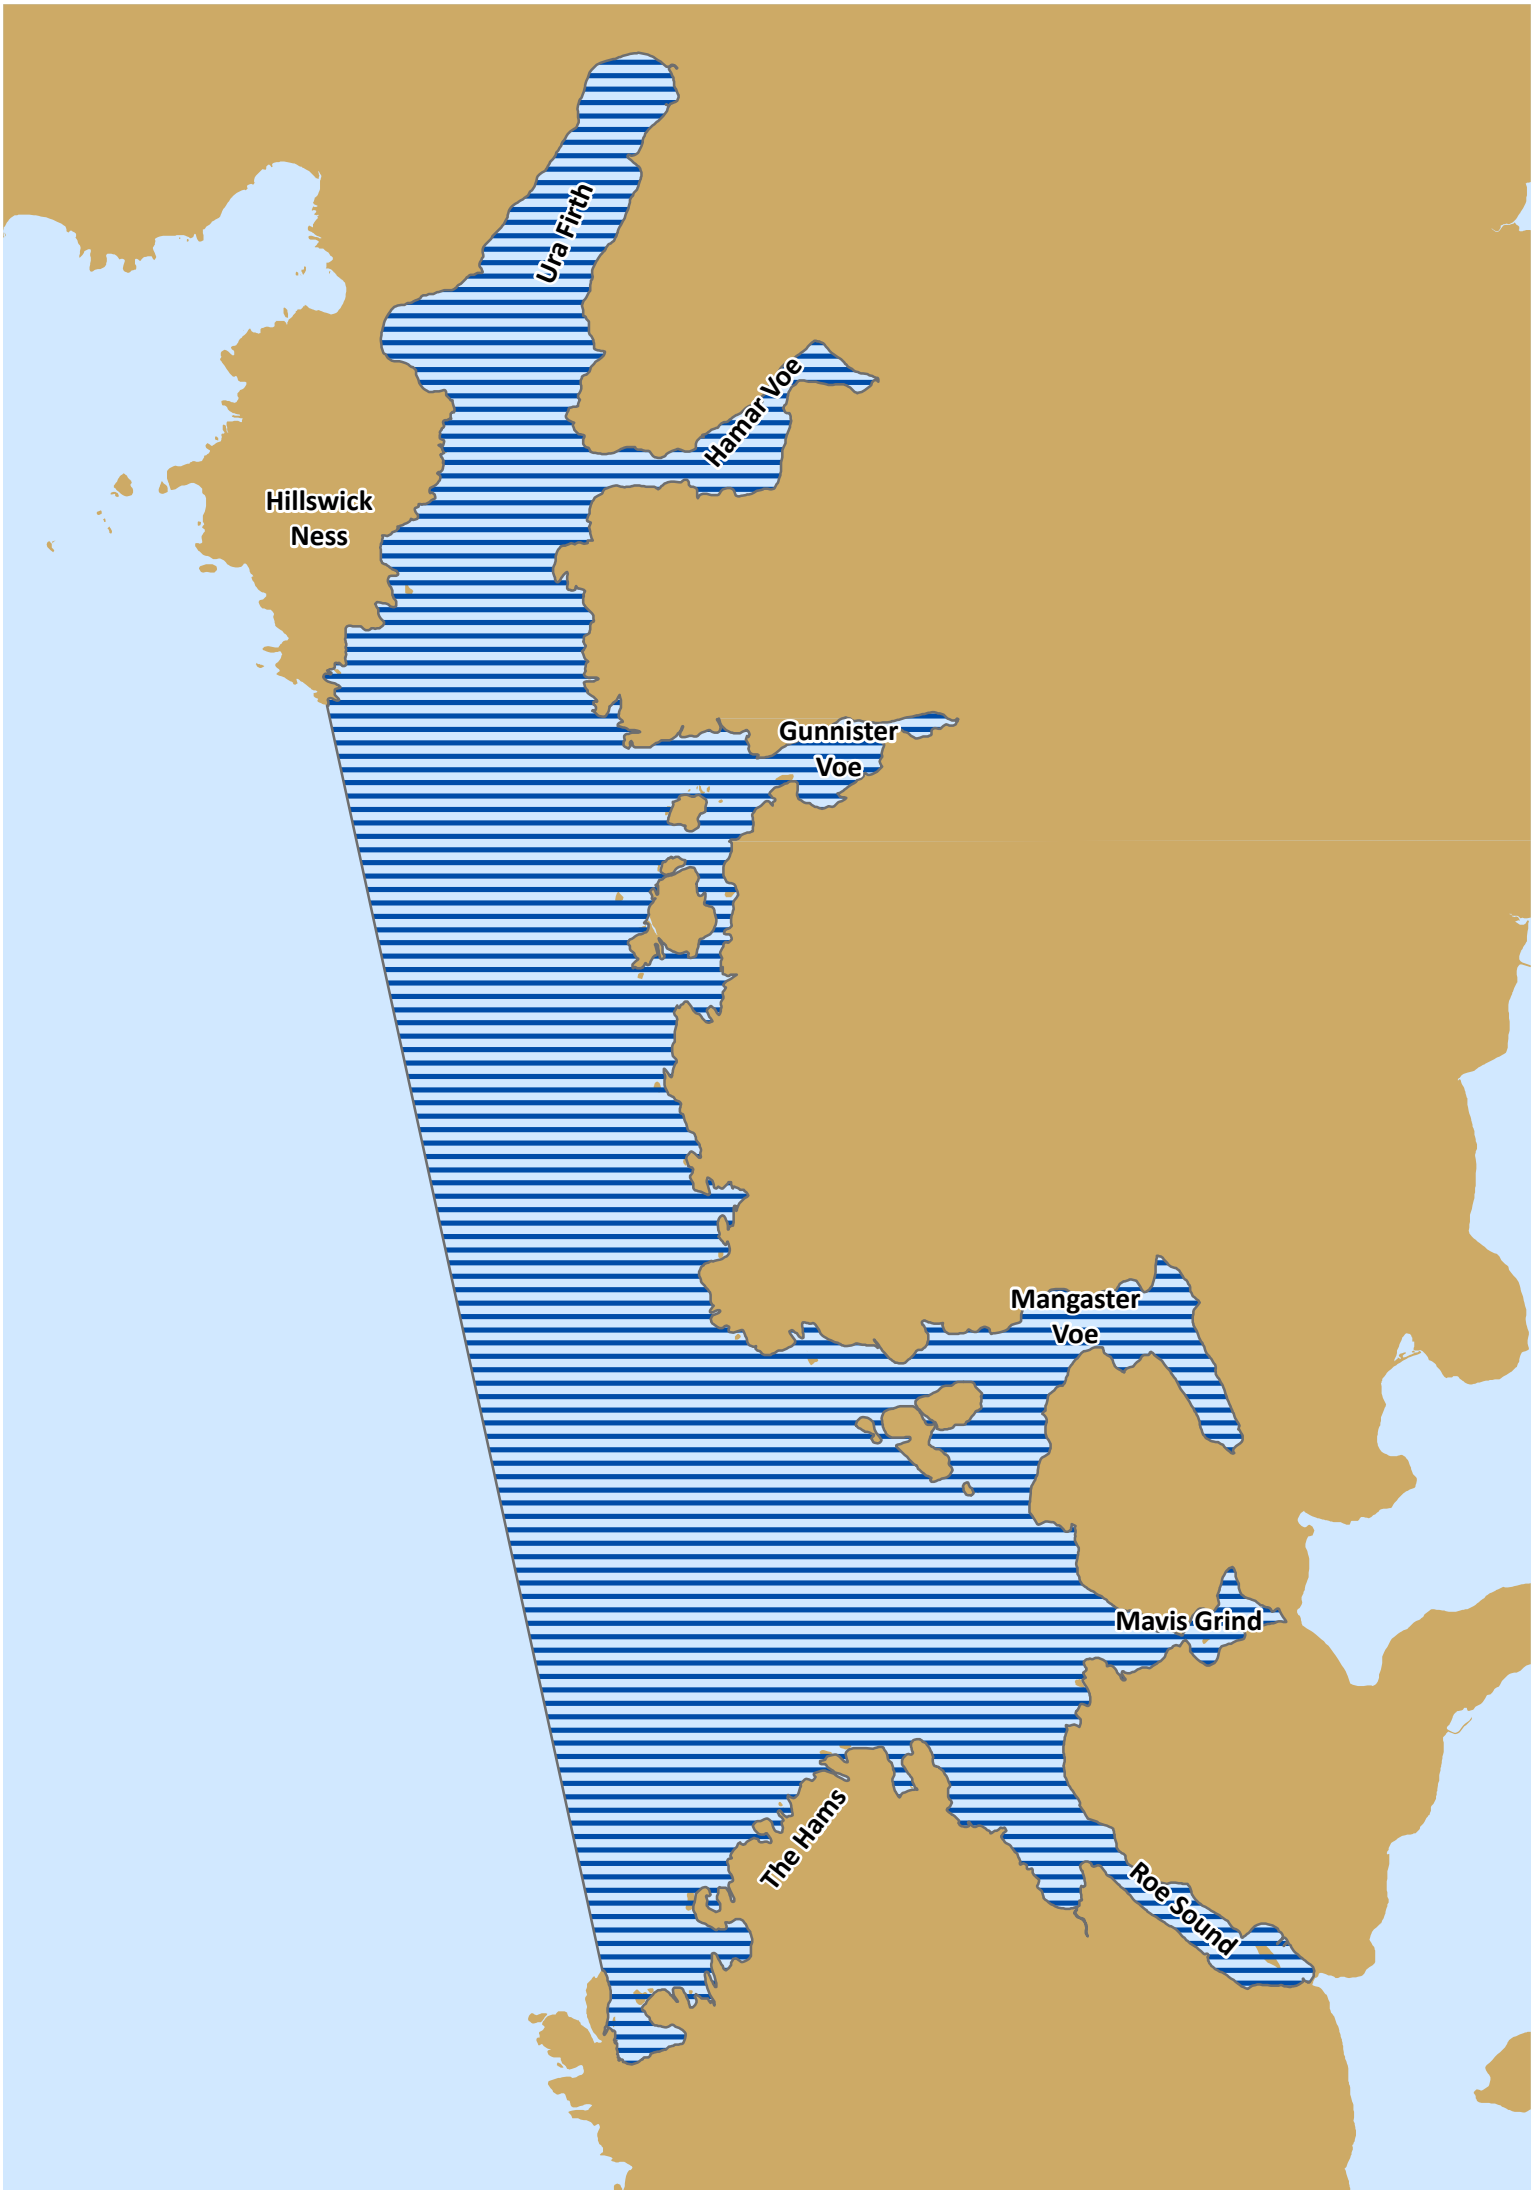 Ura Firth
Hamar Voe
Hillswick
Ness
Gunnister
Voe
Mangaster
Voe
Mavis Grind
The Hams
Roe Sound